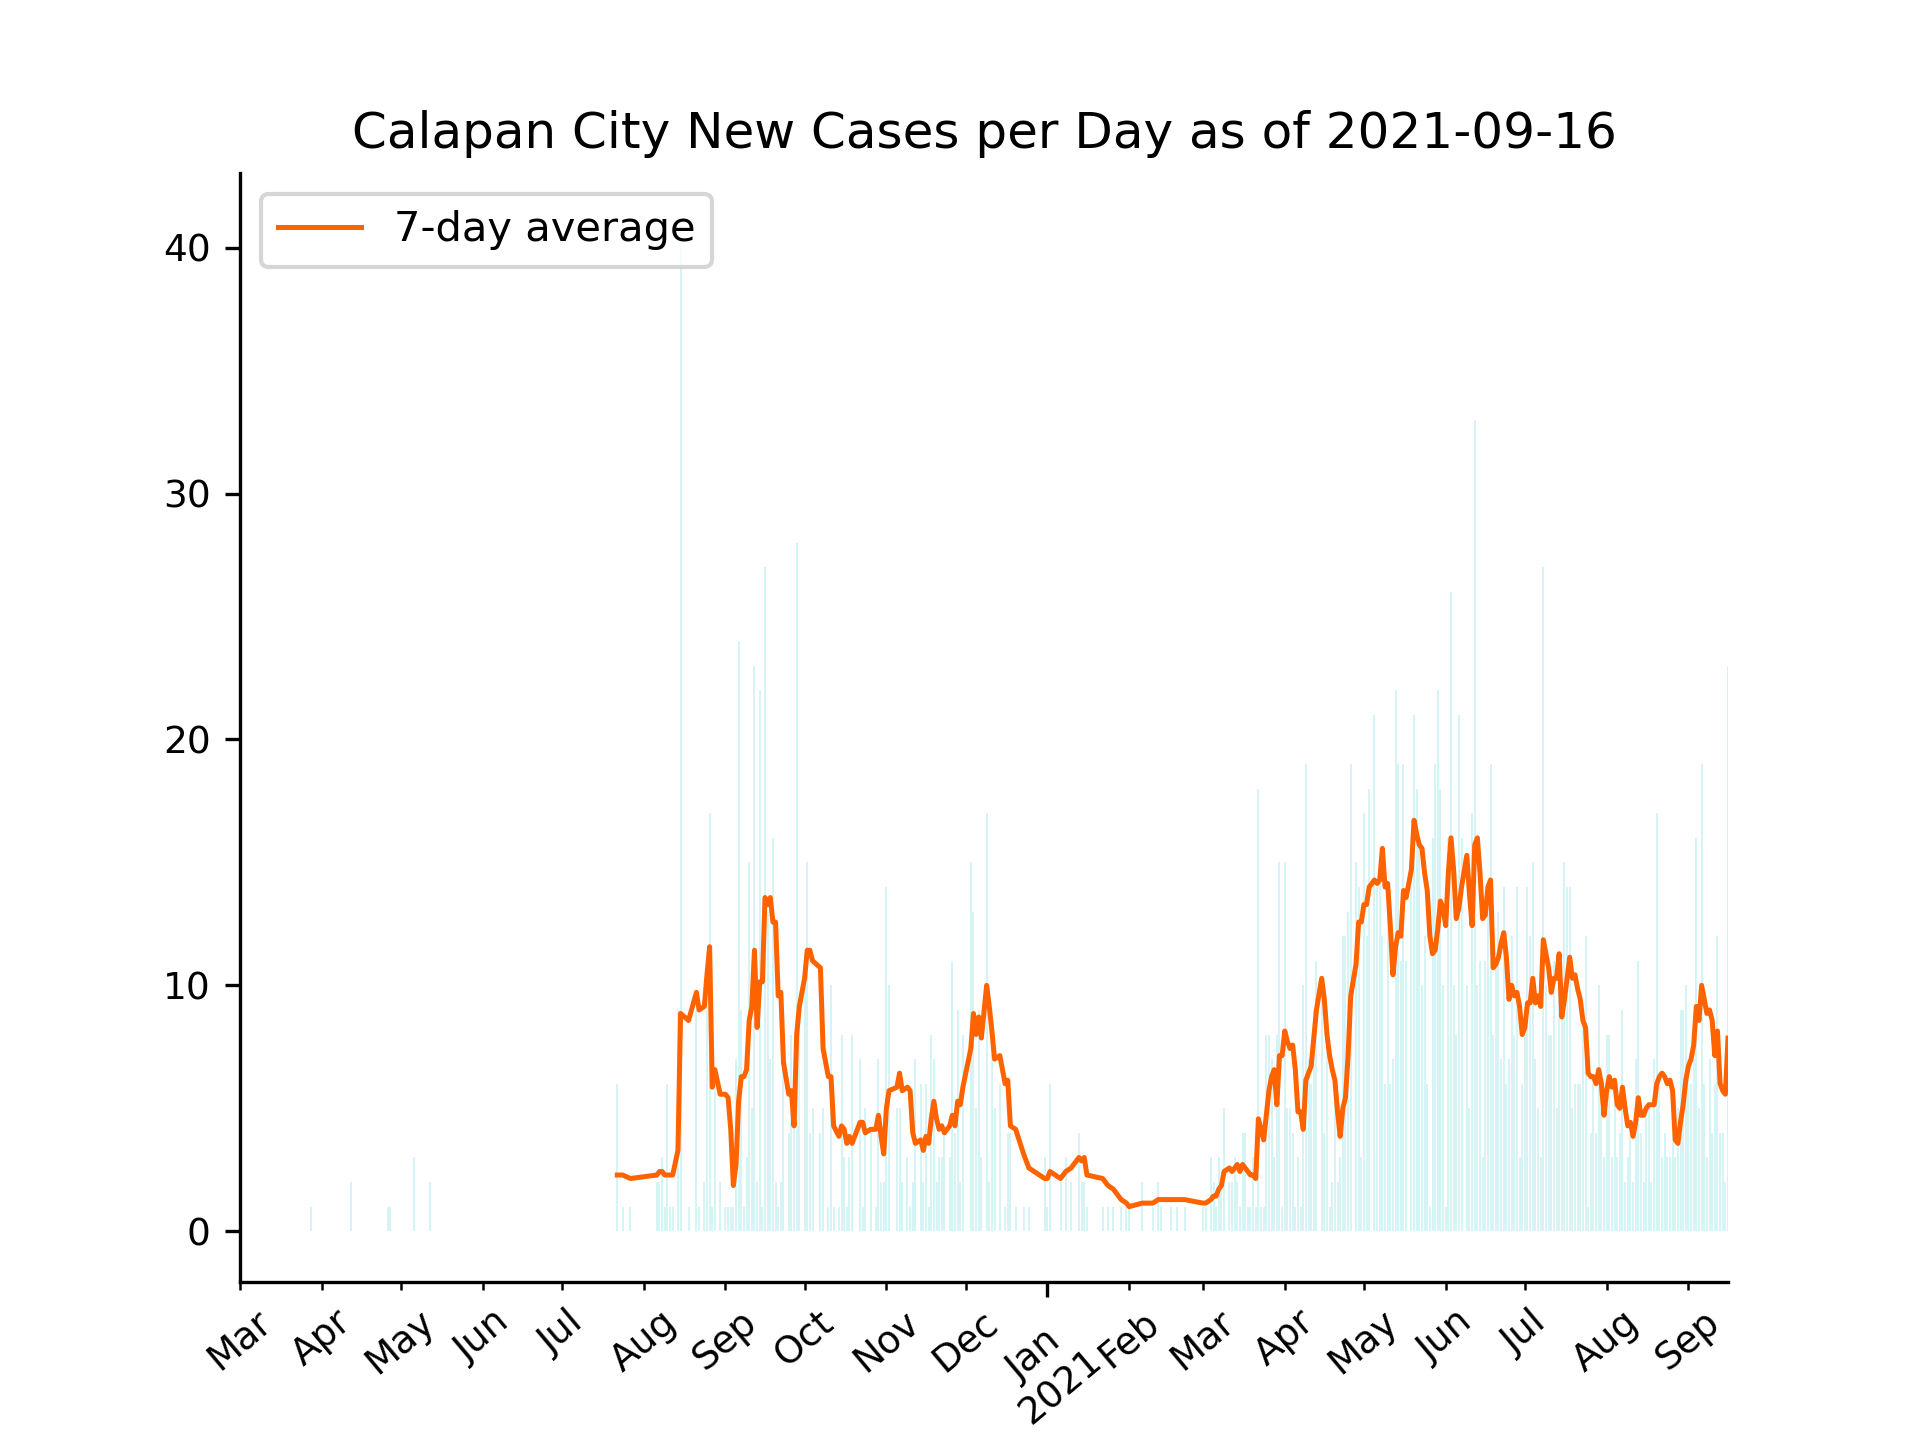 Calapan City New Cases per Day as of 2021-09-16
7-day average
40
30
20
10
0
Mar
Apr
May
Jun
Jul
Aug
Sep
Oct
Nov
Dec
Jan
2021
Feb
Mar
Apr
May
Jun
Jul
Aug
Sep